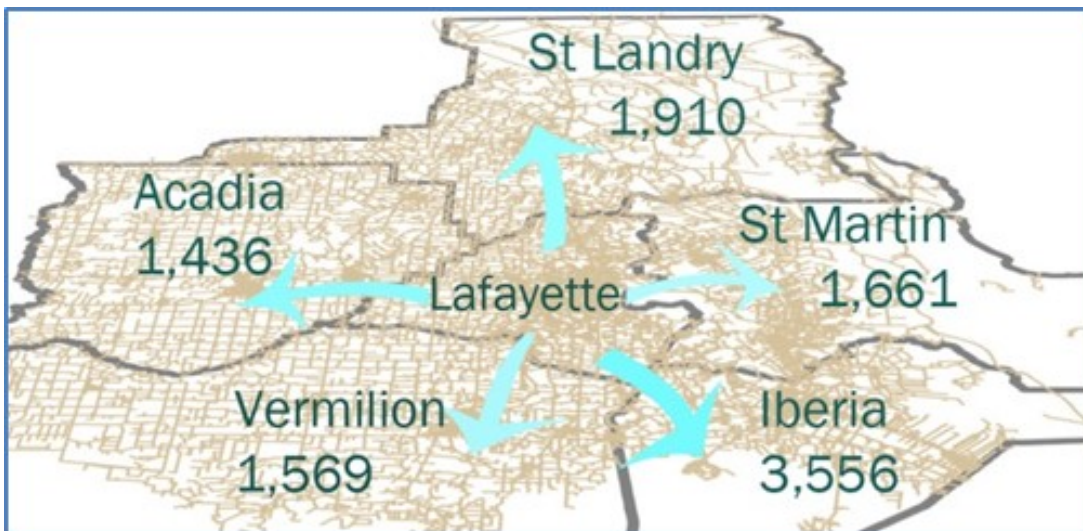 St Landry
1,910
Acadia
1,436
St Martin
1,661
Lafayette
Vermilion
1,569
Iberia
3,556